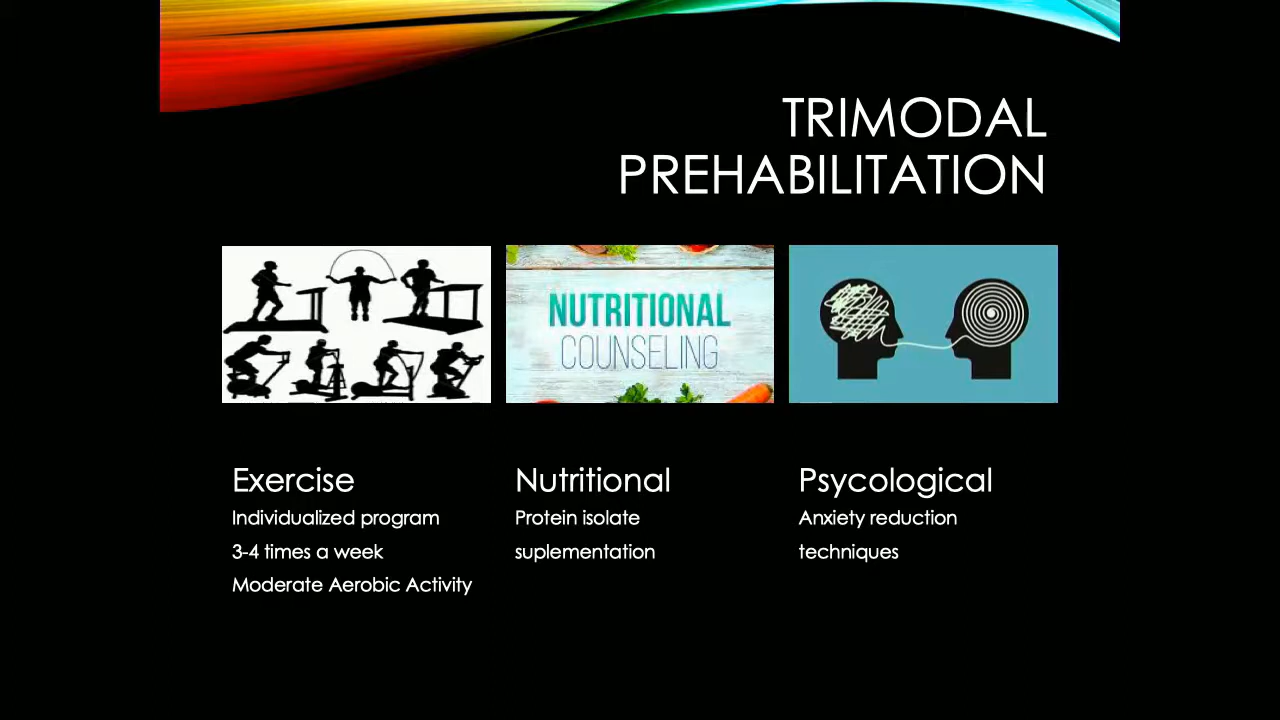 TRIMODAL
PREHABILITATION
NUTRITIONAL
COUNSELING
Exercise
Individualized program
3-4 times a week
Moderate Aerobic Activity
Nutritional
Protein isolate
suplementation
Psycological
Anxiety reduction
techniques